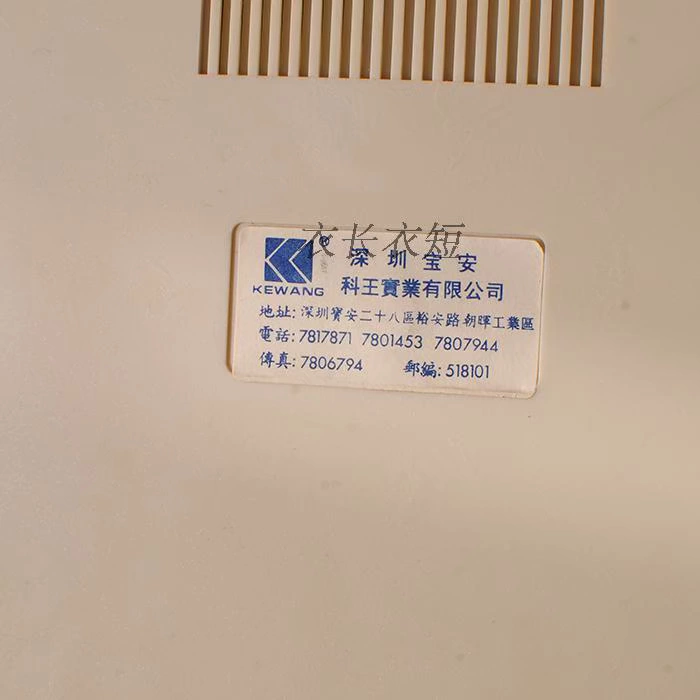 衣长衣短
®
KEWANG
深圳宝安
科王實業有限公司
地址: 深圳寳安二十八區裕安路朝暉工業區
電話: 7817871 7801453 7807944
傳真: 7806794 郵編: 518101